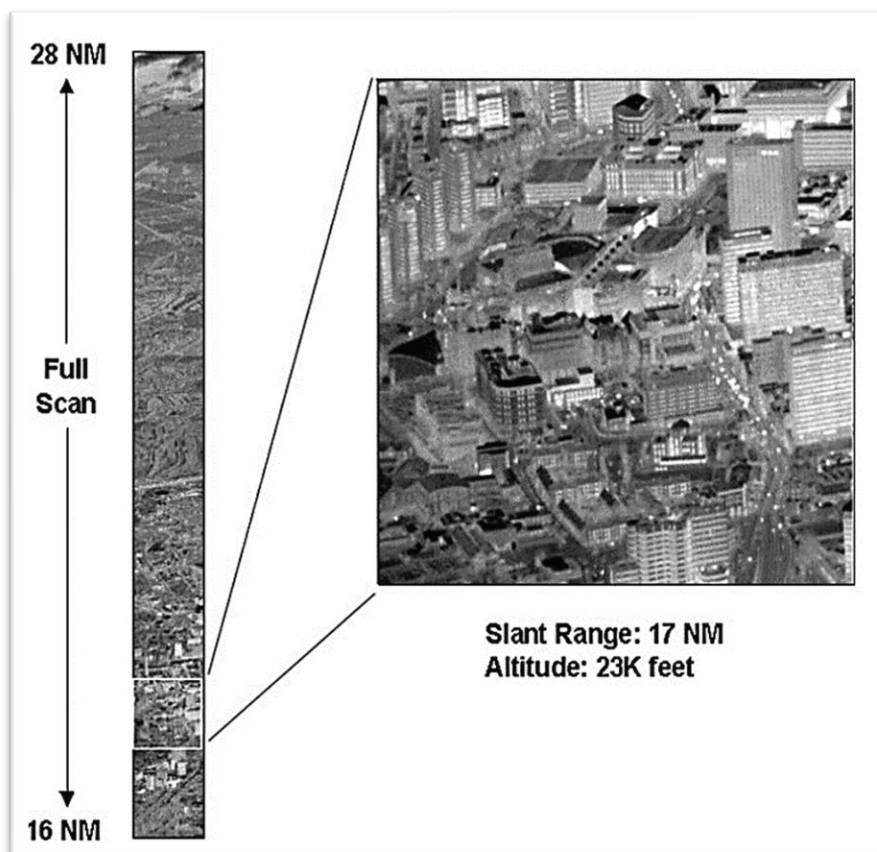 28 NM
Full
Scan
16 NM
Slant Range: 17 NM
Altitude: 23K feet